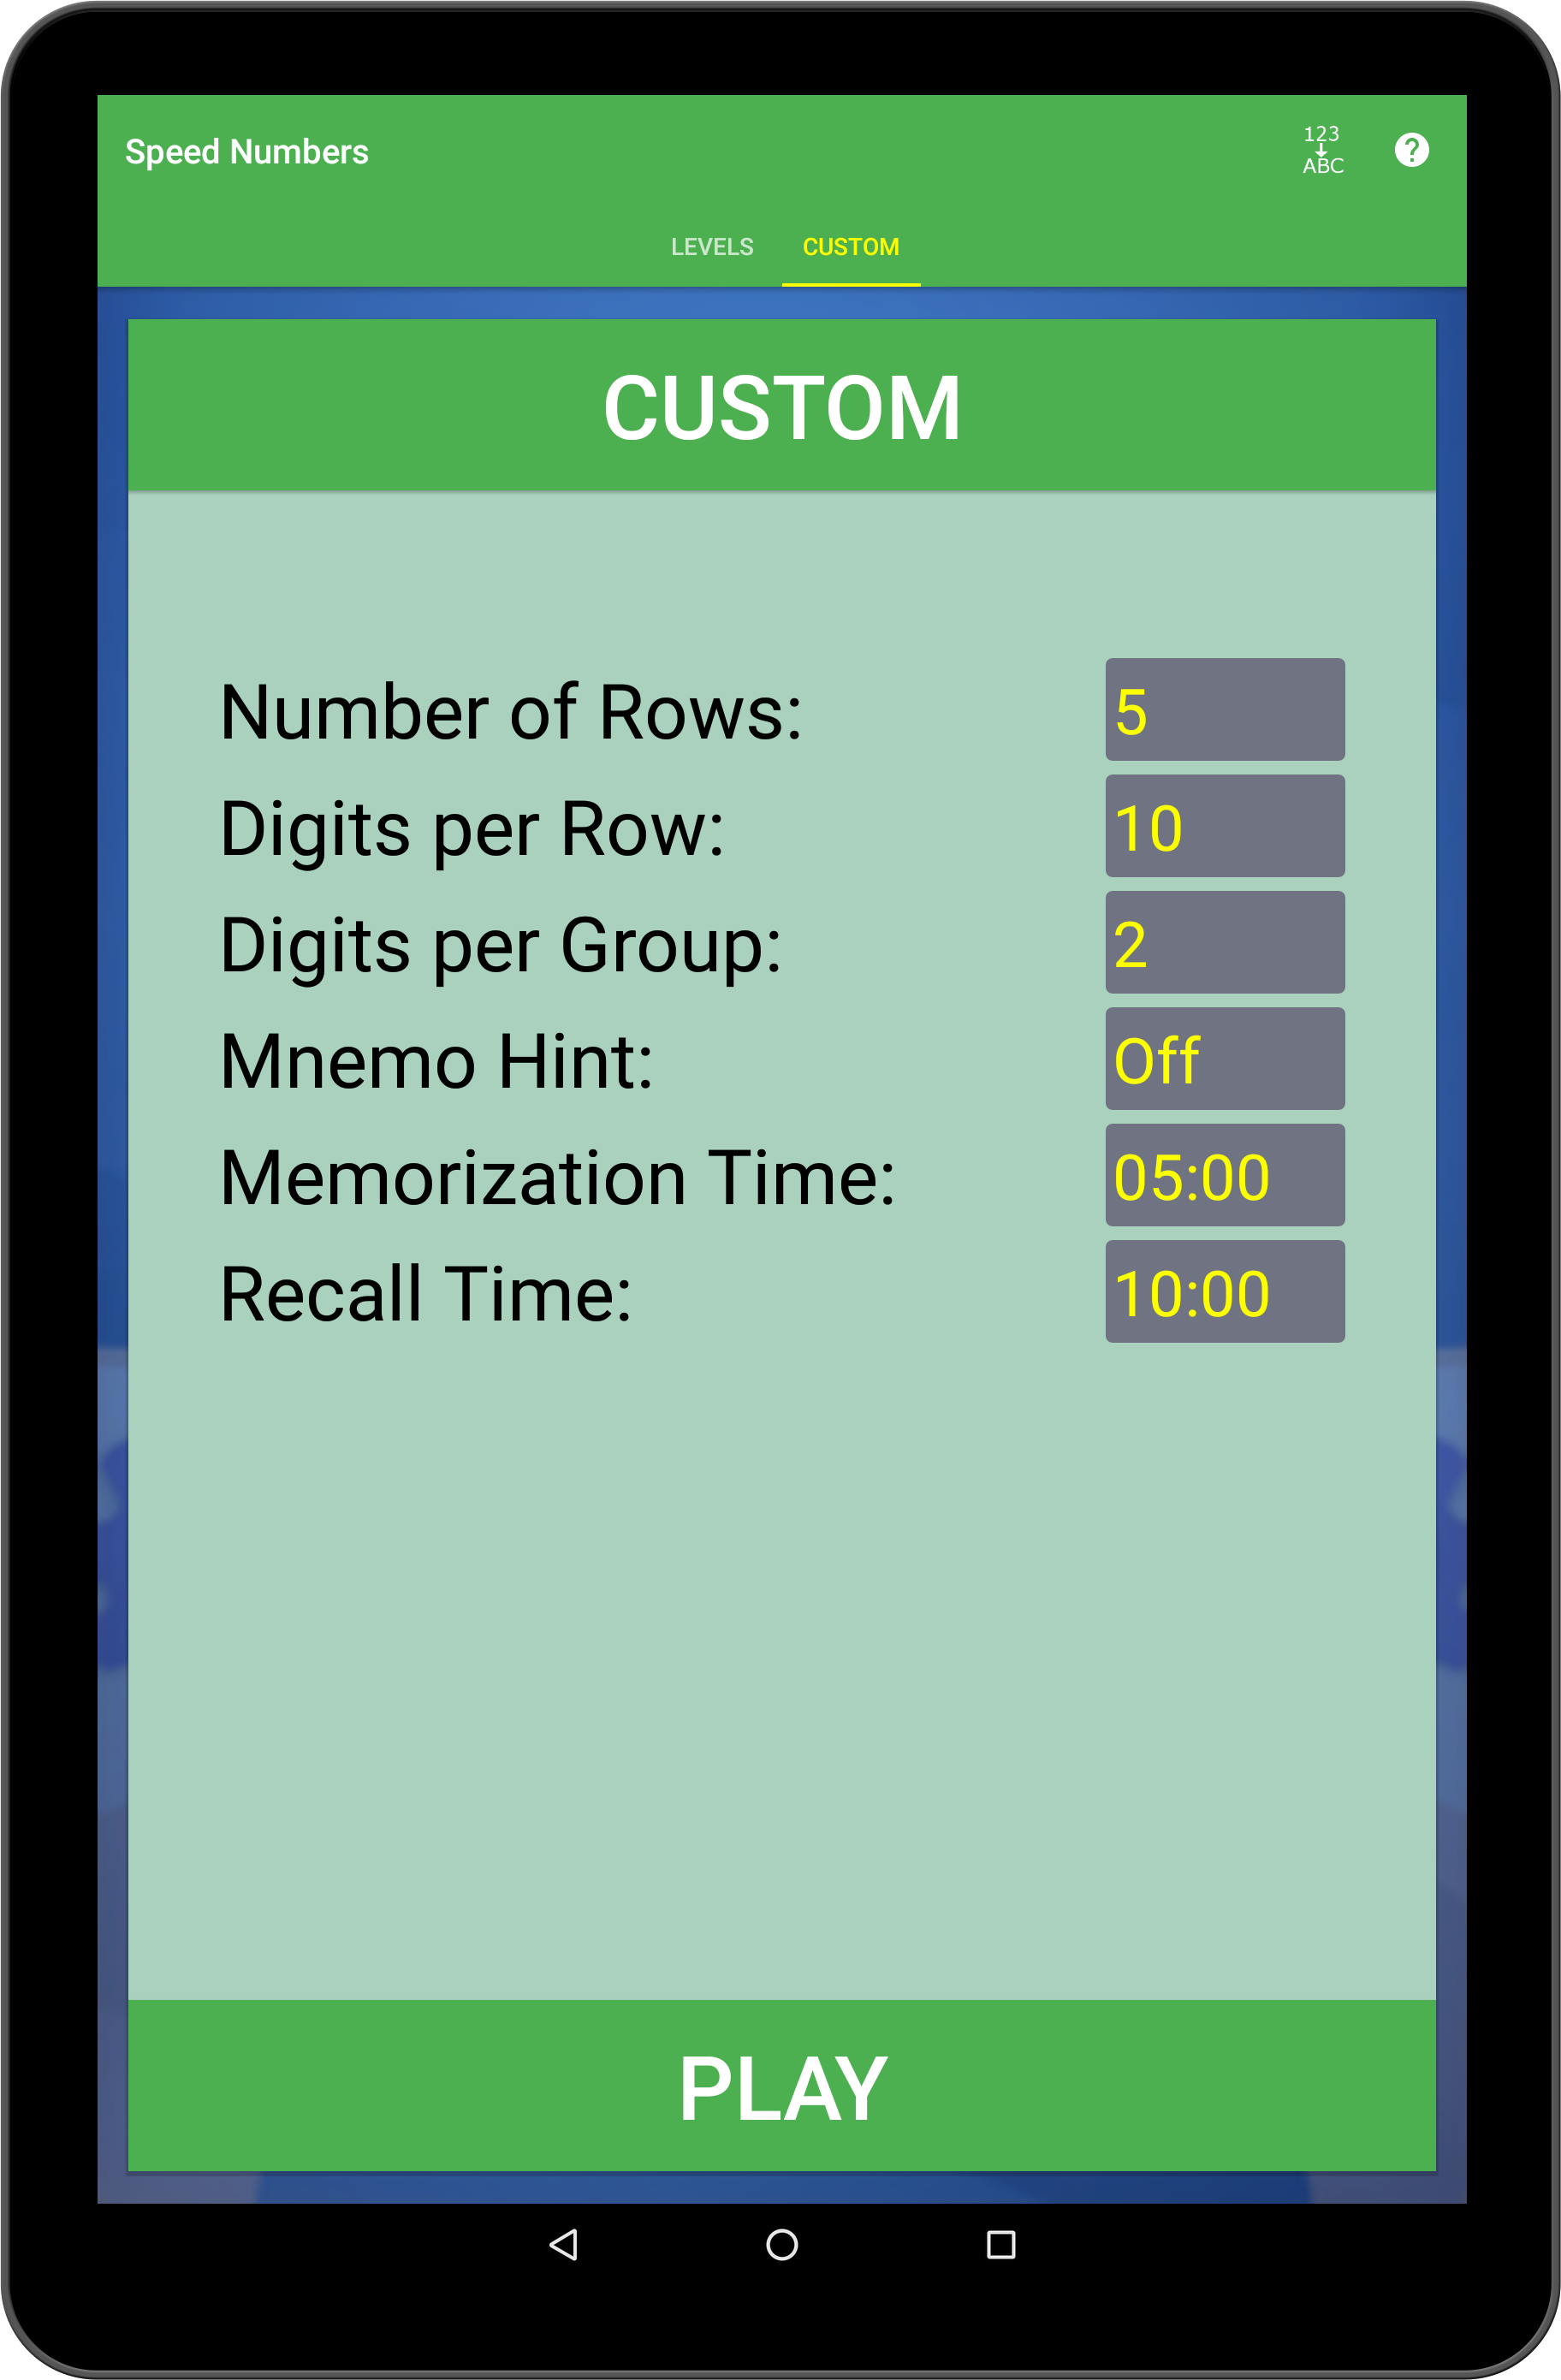 Speed Numbers
123
ABC
?
LEVELS CUSTOM
CUSTOM
Number of Rows: 5
Digits per Row: 10
Digits per Group: 2
Mnemo Hint: Off
Memorization Time: 05:00
Recall Time: 10:00
PLAY